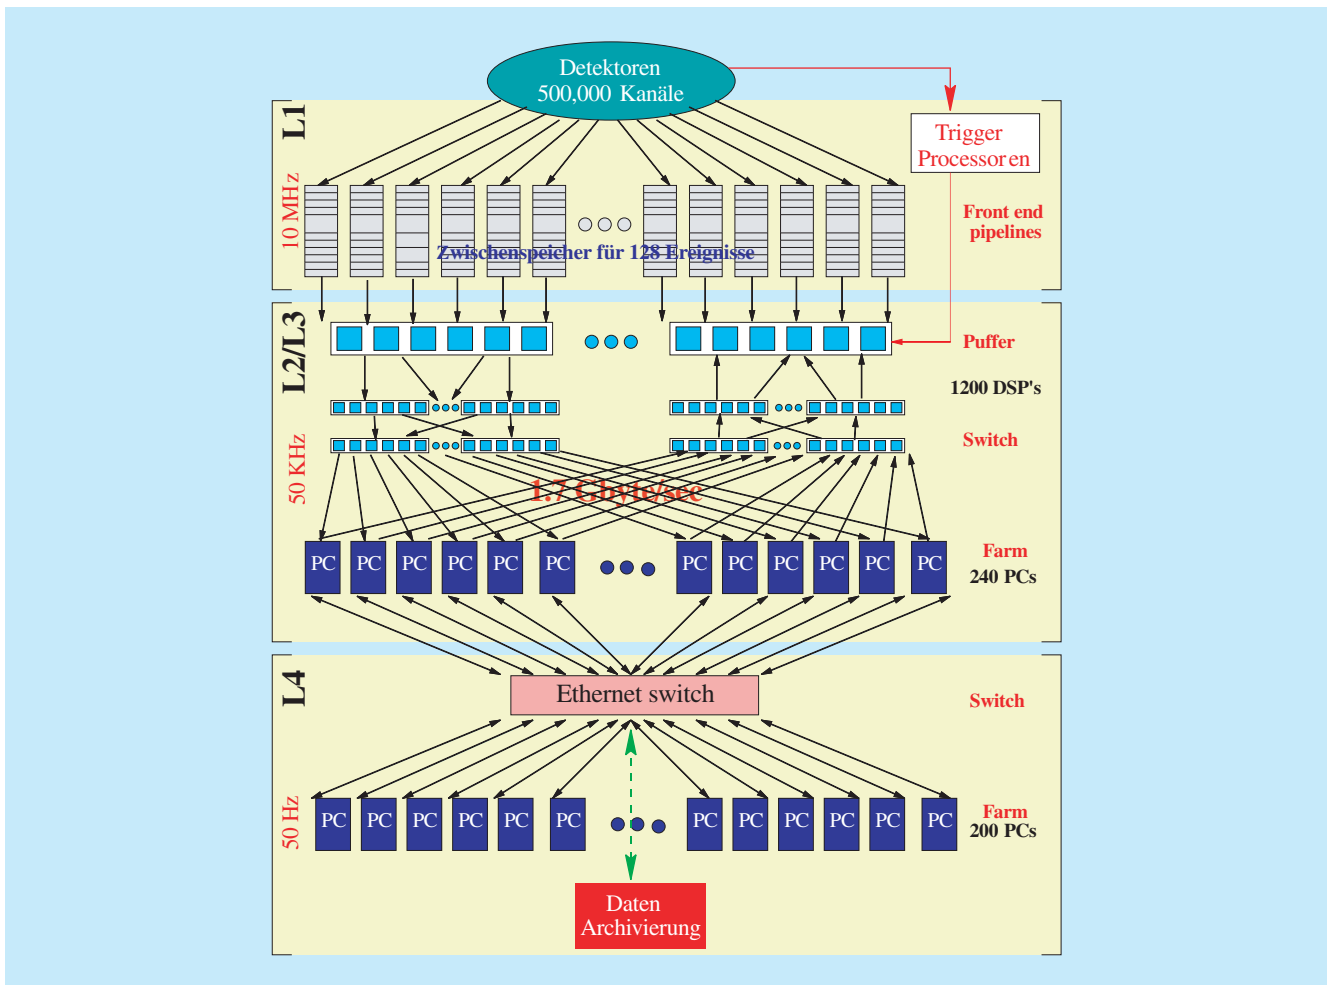 Detektoren
500,000 Kanäle
L1
Trigger
Processoren
10 MHz
Front end
pipelines
Zwischenspeicher für 128 Ereignisse
L2/L3
Puffer
1200 DSP's
Switch
50 KHz
1.7 Gbyte/sec
PC PC PC PC PC PC PC PC PC PC PC PC
Farm
240 PCs
L4
Ethernet switch
Switch
50 Hz
PC PC PC PC PC PC PC PC PC PC PC PC
Farm
200 PCs
Daten
Archivierung